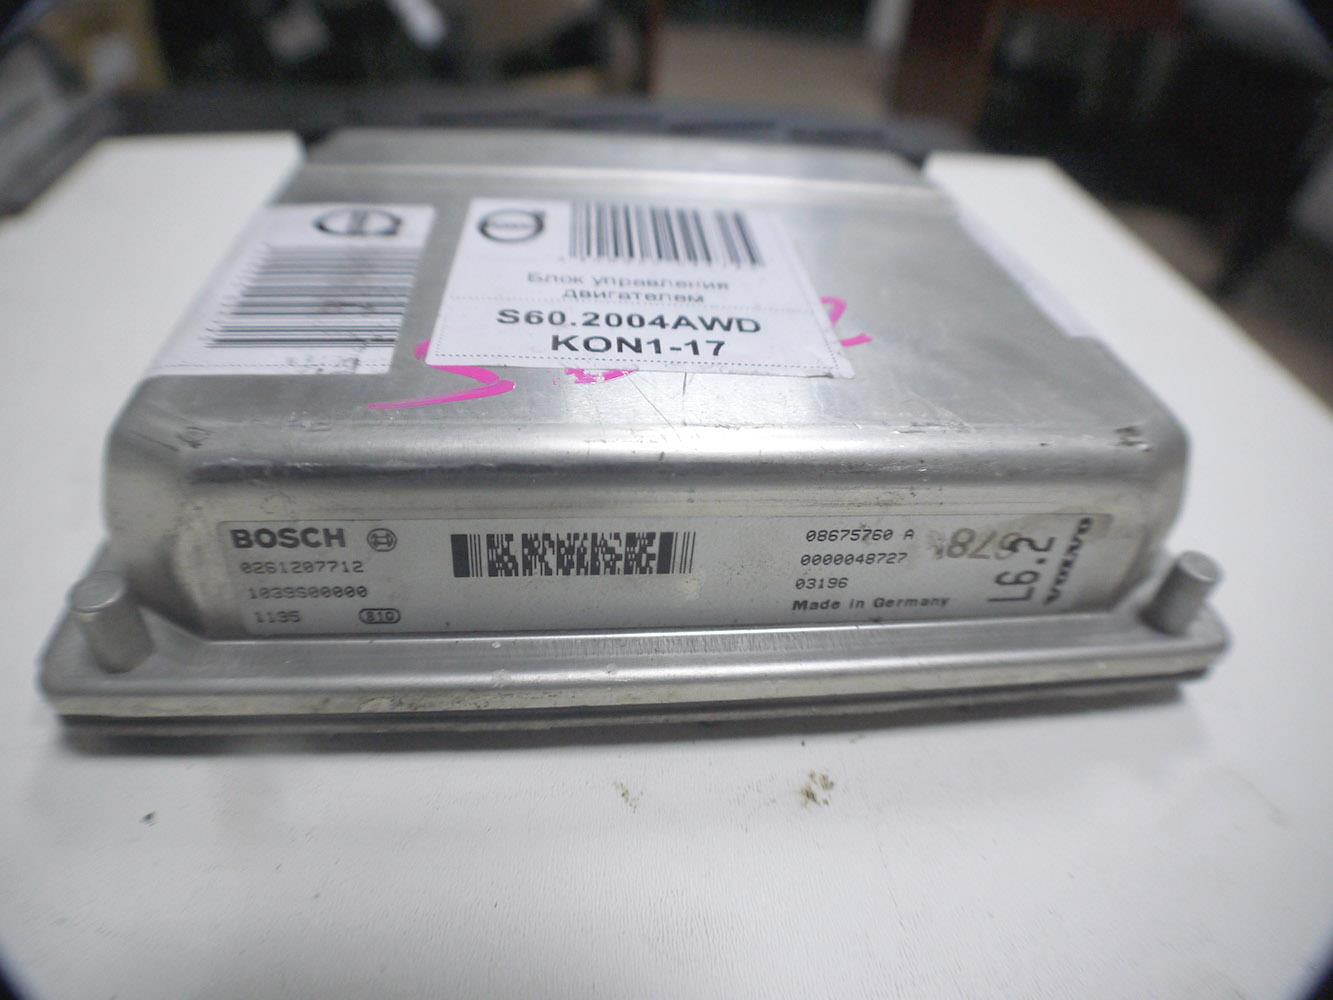 Блок управления
двигателем
S60.2004AWD
KON1-17
BOSCH
0261207712
1039S00000
1195
810
08675760 A
0000048727
03196
Made in Germany
L6.2
VOLVO